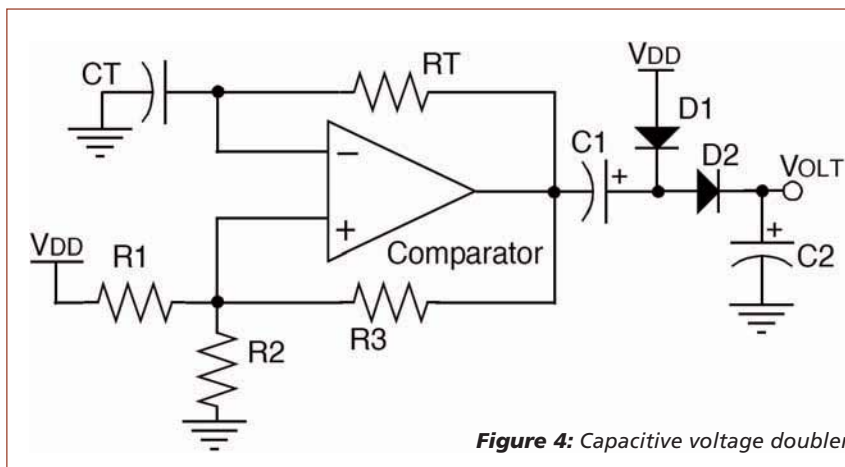 CT
RT
VDD
D1
C1
D2
VOLT
+
−
+
Comparator
+
C2
VDD
R1
R3
R2
Figure 4: Capacitive voltage doubler